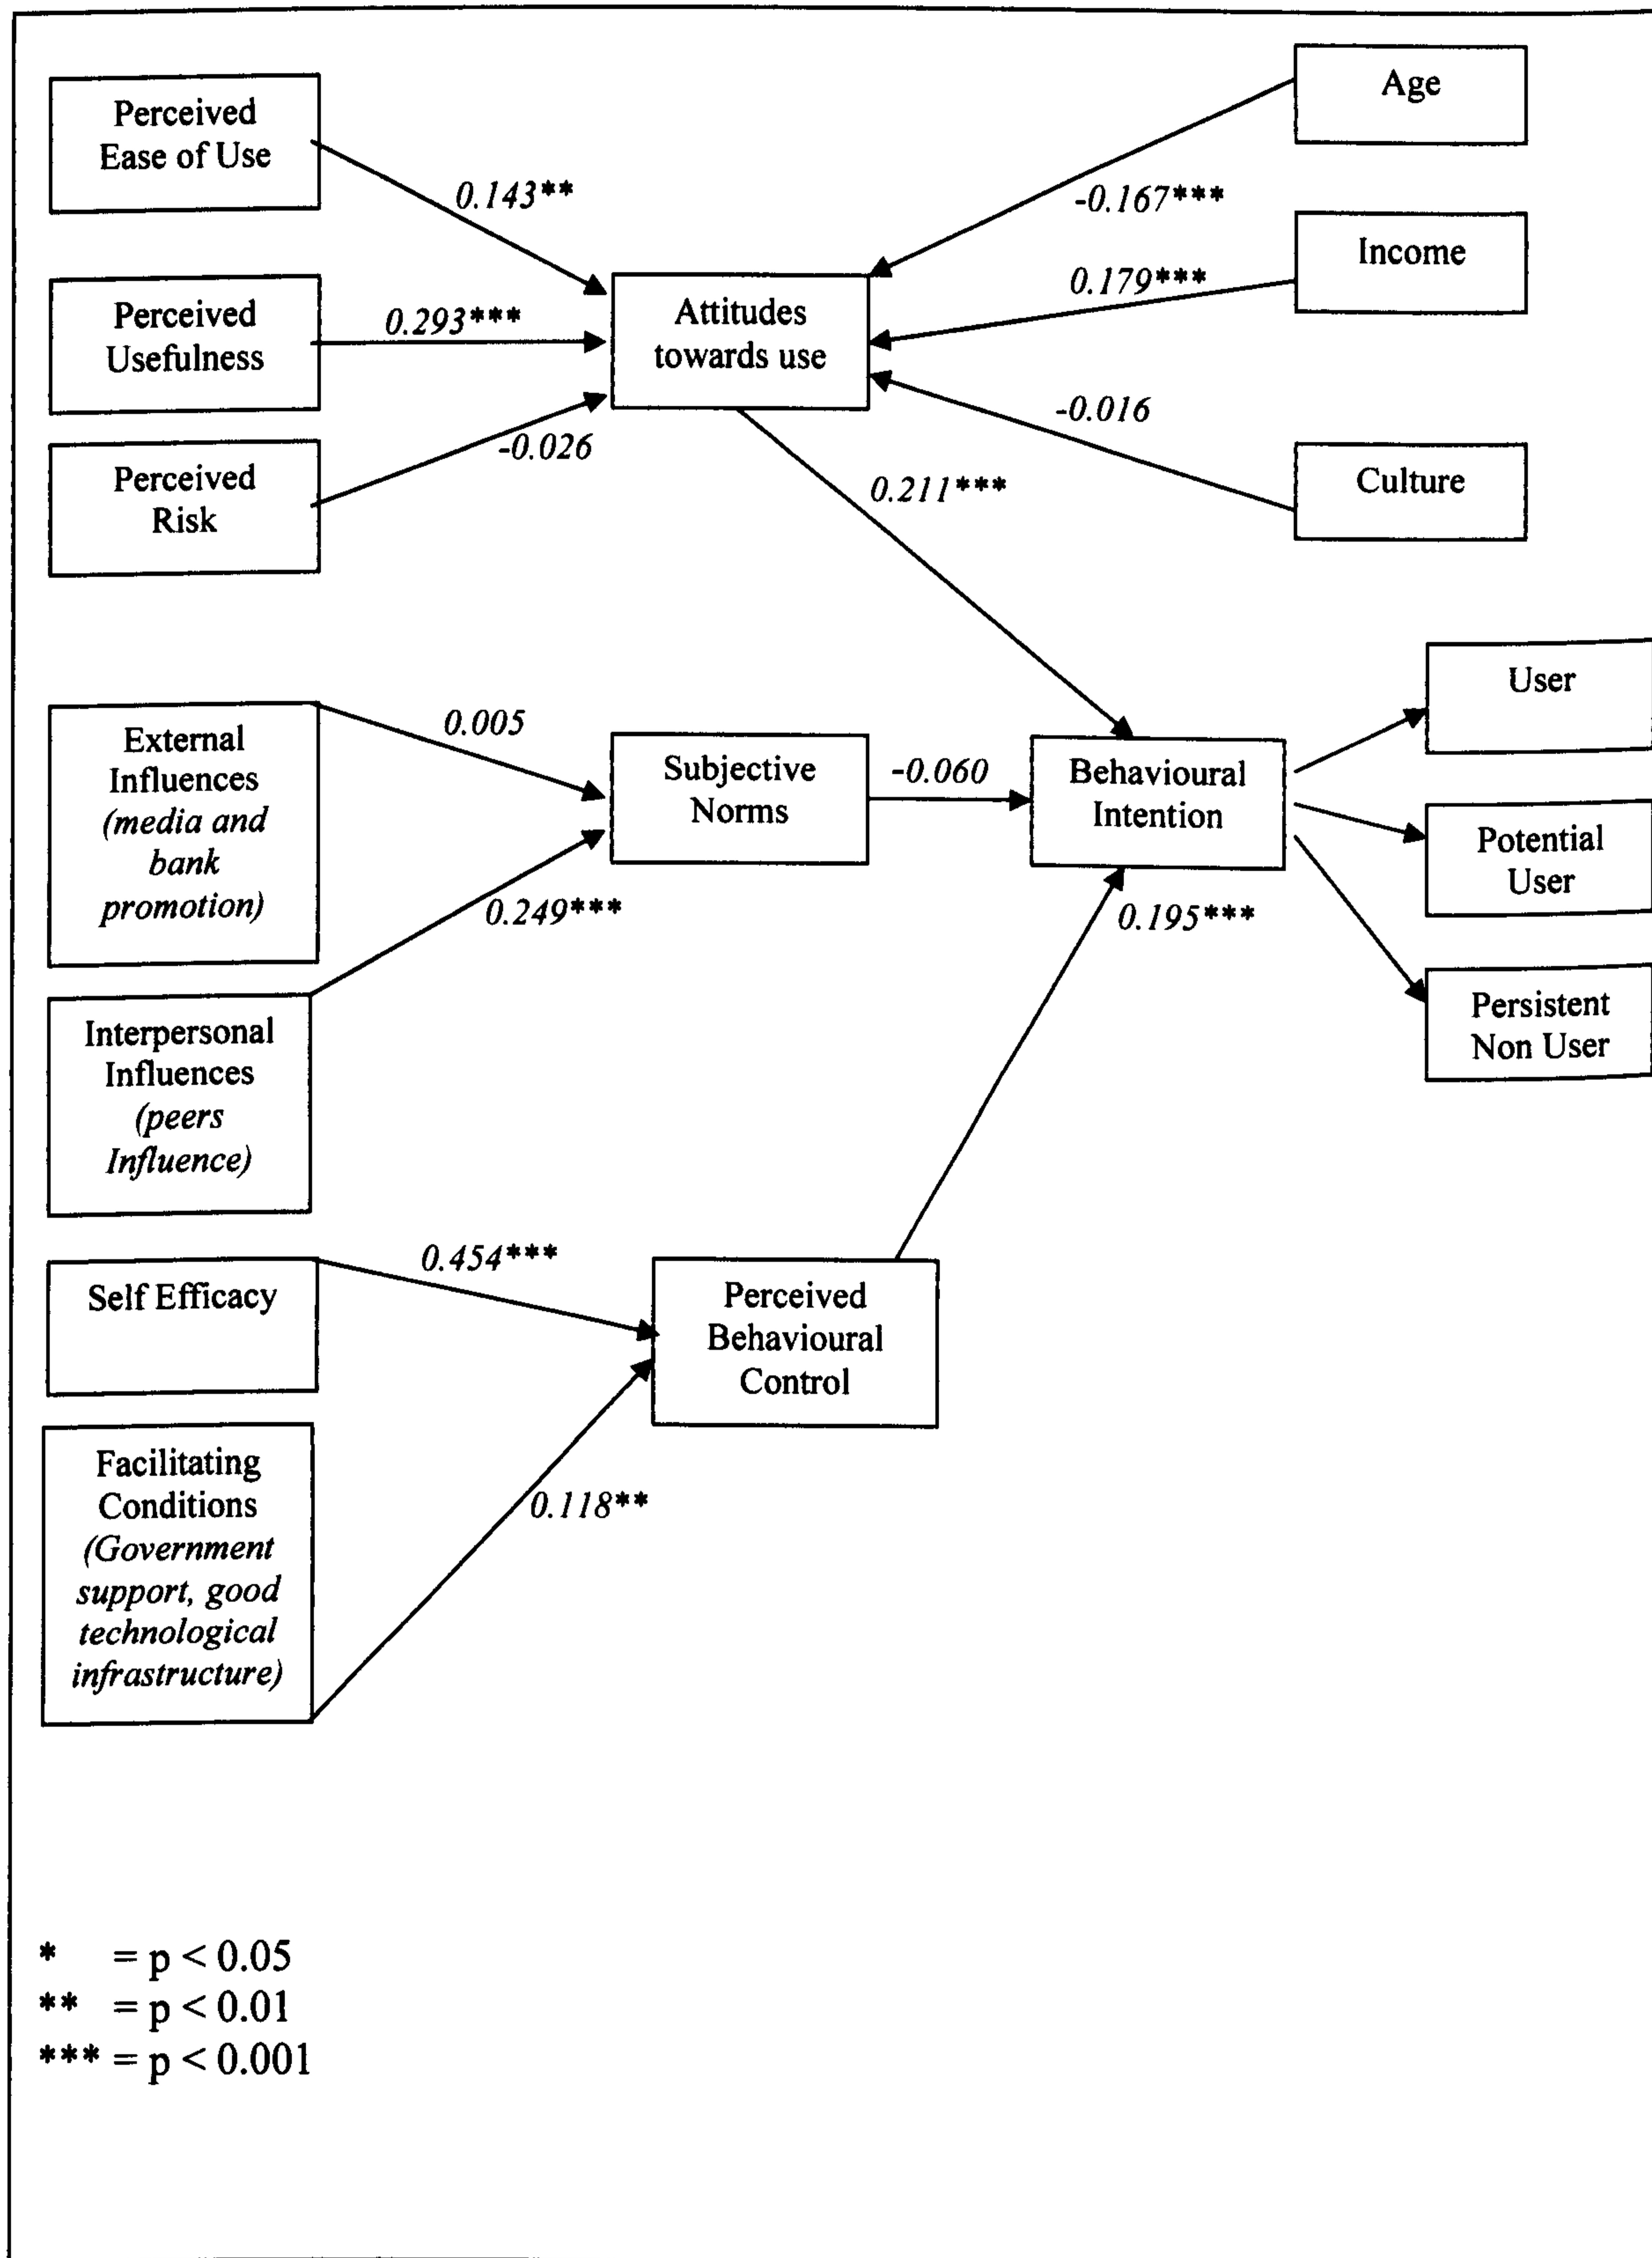 Perceived
Ease of Use
0.143**
Perceived
Usefulness
0.293***
Perceived
Risk
-0.026
Attitudes
towards use
Age
-0.167***
Income
0.179***
Culture
-0.016
0.211***
External
Influences
(media and
bank
promotion)
0.005
Interpersonal
Influences
(peers
Influence)
0.249***
Subjective
Norms
-0.060
Behavioural
Intention
User
Potential
User
Persistent
Non User
0.195***
Self Efficacy
0.454***
Perceived
Behavioural
Control
Facilitating
Conditions
(Government
support, good
technological
infrastructure)
0.118**
* = p < 0.05
** = p < 0.01
*** = p < 0.001